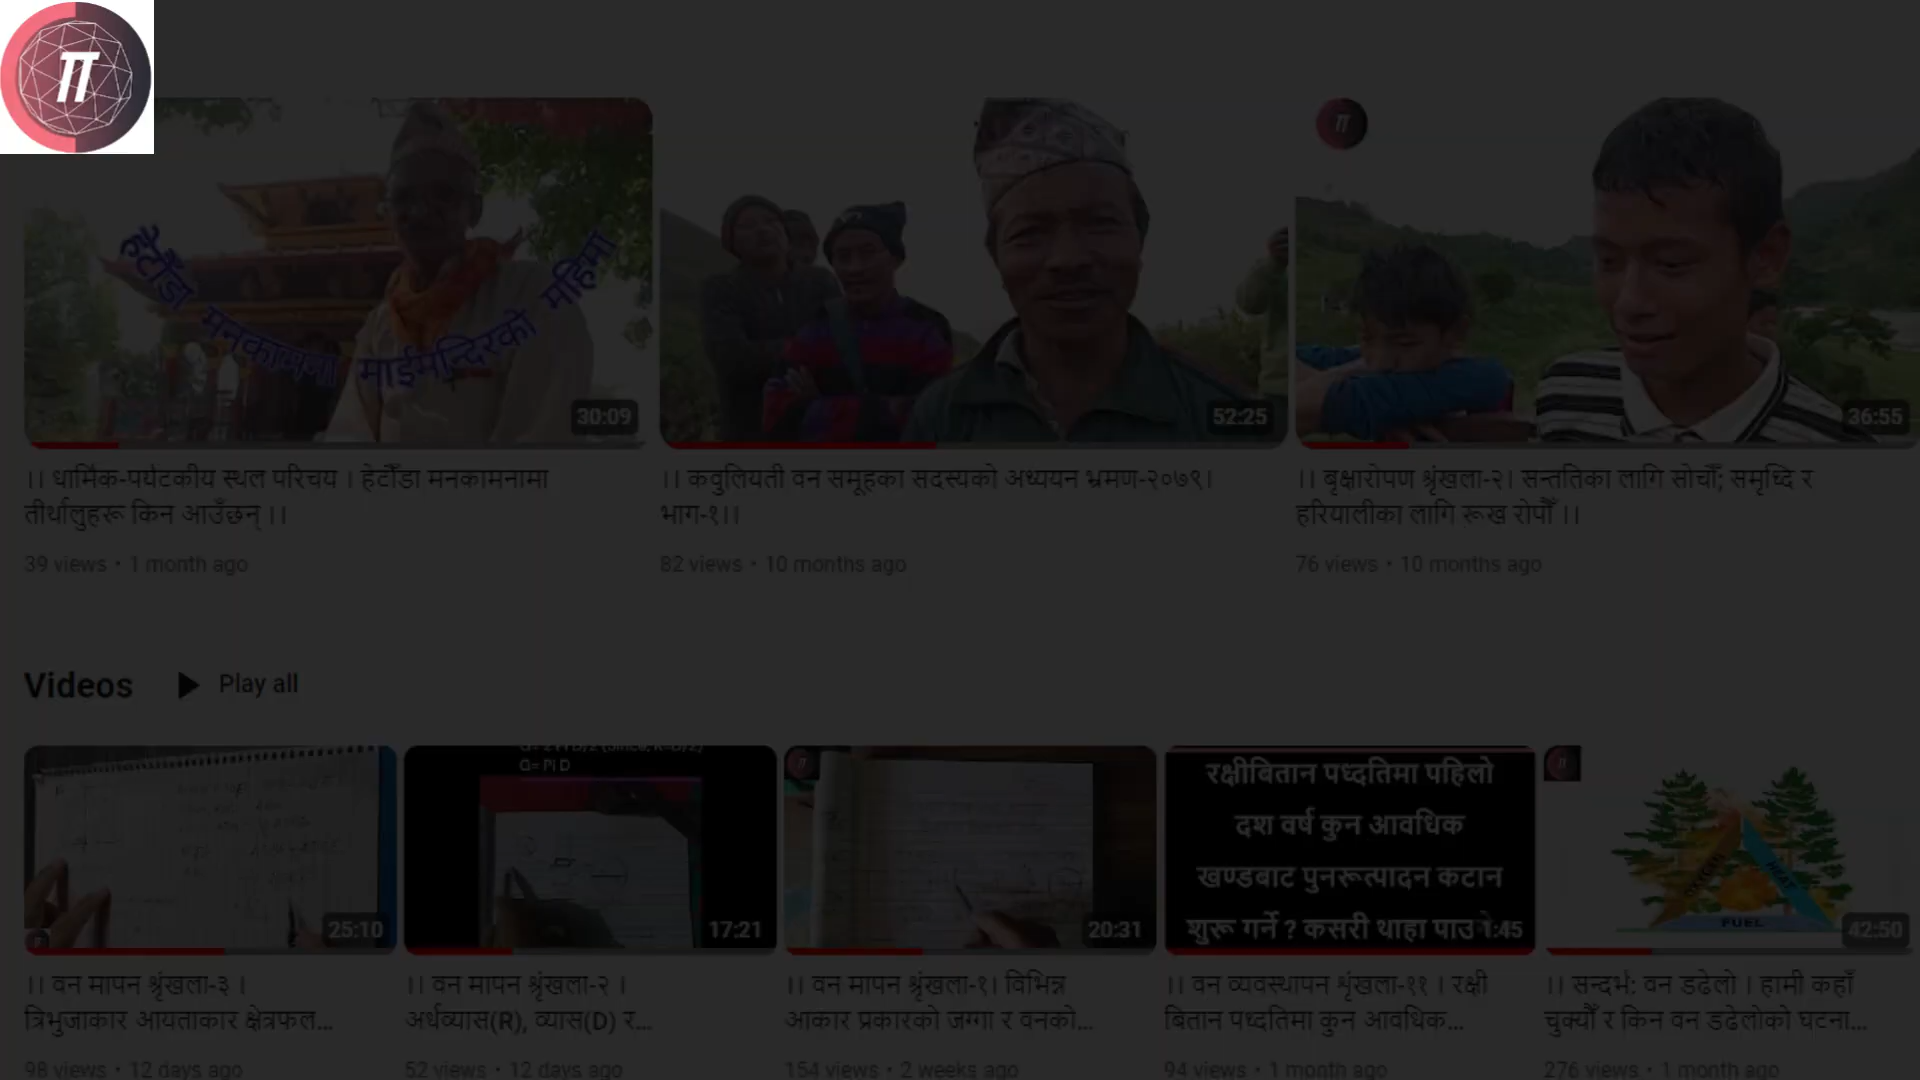 π
हेटौँडा मनकामना माईमन्दिरको महिमा
30:09
52:25
36:55
।। धार्मिक-पर्यटकीय स्थल परिचय । हेटौँडा मनकामनामा
तीर्थालुहरू किन आउँछन् ।।
39 views • 1 month ago
।। कवुलियती वन समूहका सदस्यको अध्ययन भ्रमण-२०७९।
भाग-१।।
82 views • 10 months ago
।। बृक्षारोपण श्रृंखला-२। सन्ततिका लागि सोचौँ; समृध्दि र
हरियालीका लागि रूख रोपौँ ।।
76 views • 10 months ago
Videos
Play all
25:10
G= Pi D
17:21
20:31
रक्षीबितान पध्दतिमा पहिलो
दश वर्ष कुन आवधिक
खण्डबाट पुनरूत्पादन कटान
शुरू गर्ने ? कसरी थाहा पाउ
1:45
FUEL
42:50
।। वन मापन श्रृंखला-३ ।
त्रिभुजाकार आयताकार क्षेत्रफल...
98 views • 12 days ago
।। वन मापन श्रृंखला-२ ।
अर्धव्यास(R), व्यास(D) र...
52 views • 12 days ago
।। वन मापन श्रृंखला-१। विभिन्न
आकार प्रकारको जग्गा र वनको...
154 views • 2 weeks ago
।। वन व्यवस्थापन शृंखला-११ । रक्षी
बितान पध्दतिमा कुन आवधिक...
94 views • 1 month ago
।। सन्दर्भ: वन डढेलो । हामी कहाँ
चुक्यौँ र किन वन डढेलोको घटना...
276 views • 1 month ago